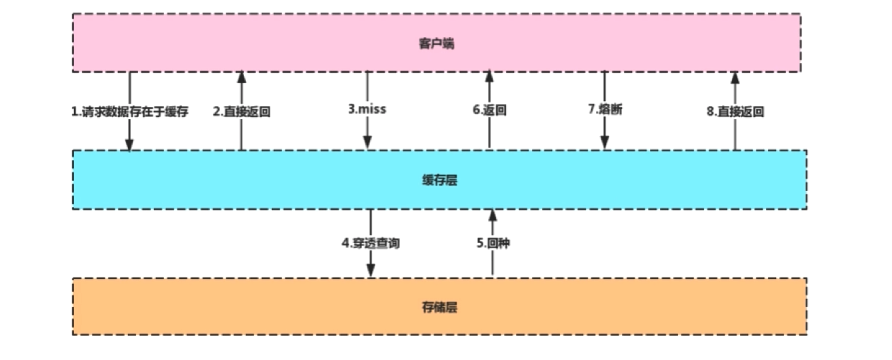 客户端
1.请求数据存在于缓存
2.直接返回
3.miss
6.返回
7.熔断
8.直接返回
缓存层
4.穿透查询
5.回种
存储层